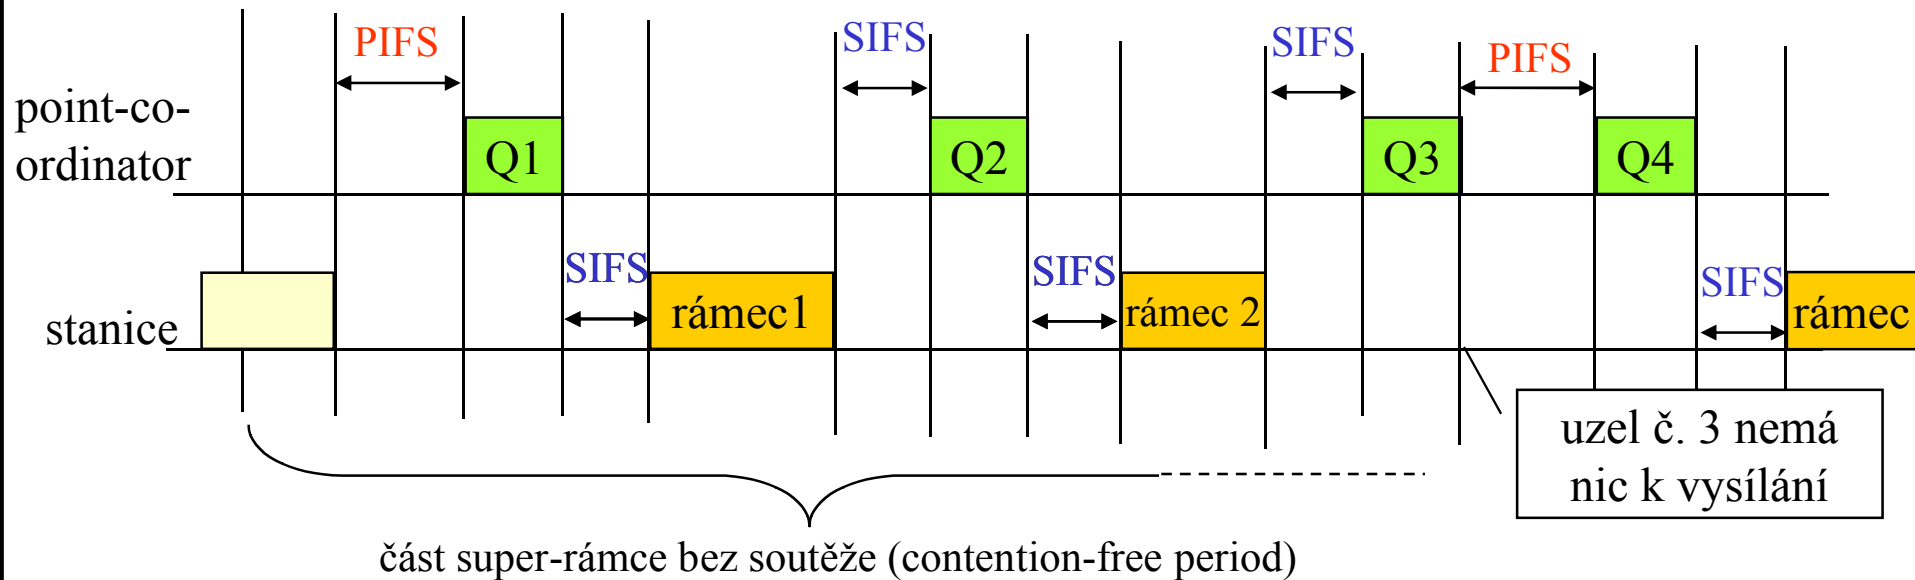 PIFS
SIFS
SIFS
PIFS
point-co-
ordinator
Q1
Q2
Q3
Q4
stanice
SIFS
rámec1
SIFS
rámec 2
SIFS
rámec
uzel č. 3 nemá
nic k vysílání
část super-rámce bez soutěže (contention-free period)